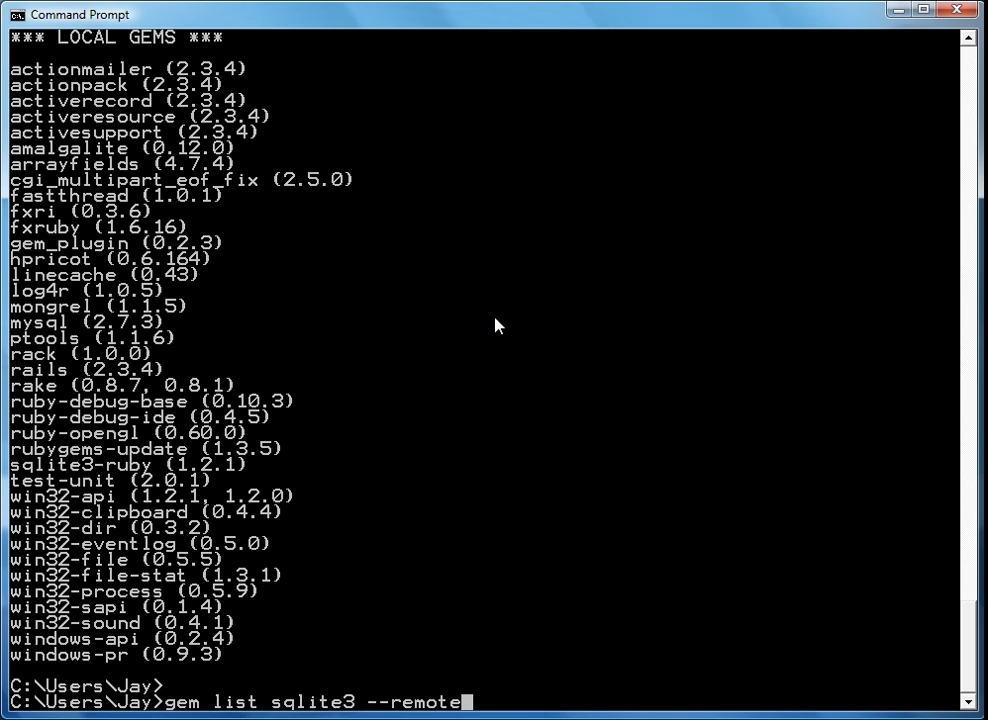 Command Prompt
*** LOCAL GEMS ***
actionmailer (2.3.4)
actionpack (2.3.4)
activerecord (2.3.4)
activeresource (2.3.4)
activesupport (2.3.4)
amalgalite (0.12.0)
arrayfields (4.7.4)
cgi_multipart_eof_fix (2.5.0)
fastthread (1.0.1)
fxri (0.3.6)
fxruby (1.6.16)
gem_plugin (0.2.3)
hpricot (0.6.164)
linecache (0.43)
log4r (1.0.5)
mongrel (1.1.5)
mysql (2.7.3)
ptools (1.1.6)
rack (1.0.0)
rails (2.3.4)
rake (0.8.7, 0.8.1)
ruby-debug-base (0.10.3)
ruby-debug-ide (0.4.5)
ruby-opengl (0.60.0)
rubygems-update (1.3.5)
sqlite3-ruby (1.2.1)
test-unit (2.0.1)
win32-api (1.2.1, 1.2.0)
win32-clipboard (0.4.4)
win32-dir (0.3.2)
win32-eventlog (0.5.0)
win32-file (0.5.5)
win32-file-stat (1.3.1)
win32-process (0.5.9)
win32-sapi (0.1.4)
win32-sound (0.4.1)
windows-api (0.2.4)
windows-pr (0.9.3)
C:\Users\Jay>
C:\Users\Jay>gem list sqlite3 --remote